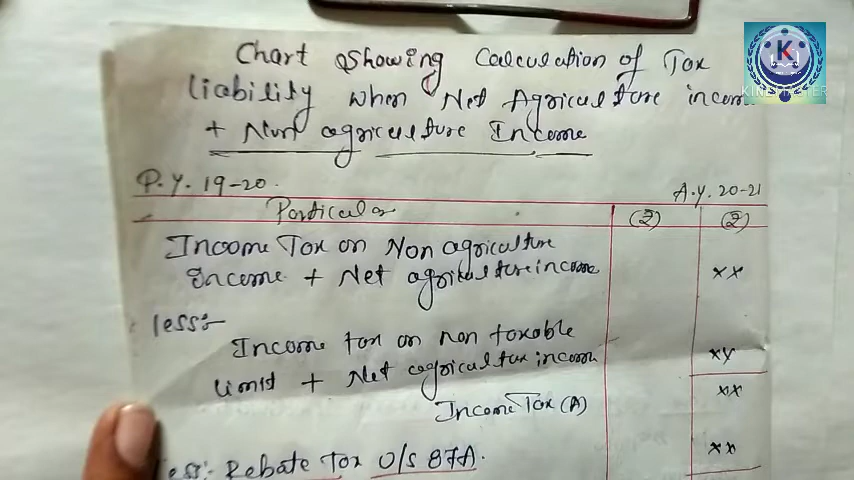 Chart Showing Calculation of Tax
liability when Net Agriculture income
+ Non agriculture Income
P.Y. 19-20.
A.Y. 20-21
Particular
(₹) (₹)
Income Tax on Non agriculture
Income + Net agriculture income xx
less:-
Income tax on non taxable
limit + Net agricultax income xy
Income Tax (A) xx
less:- Rebate Tax U/s 87A. xx
K
KINEMASTER